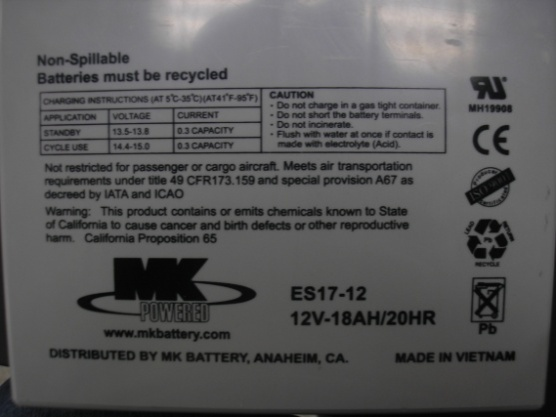 Non-Spillable
Batteries must be recycled
CHARGING INSTRUCTIONS (AT 5°C-35°C)(AT41°F-95°F)
APPLICATION VOLTAGE CURRENT
STANDBY 13.5-13.8 0.3 CAPACITY
CYCLE USE 14.4-15.0 0.3 CAPACITY
CAUTION
- Do not charge in a gas tight container.
- Do not short the battery terminals.
- Do not incinerate.
- Flush with water at once if contact is
made with electrolyte (Acid).
MH19908
CE
Not restricted for passenger or cargo aircraft. Meets air transportation
requirements under title 49 CFR173.159 and special provision A67 as
decreed by IATA and ICAO
ISO-9001
Warning: This product contains or emits chemicals known to State
of California to cause cancer and birth defects or other reproductive
harm. California Proposition 65
Pb
RECYCLE
MK
POWERED
www.mkbattery.com
ES17-12
12V-18AH/20HR
Pb
DISTRIBUTED BY MK BATTERY, ANAHEIM, CA. MADE IN VIETNAM